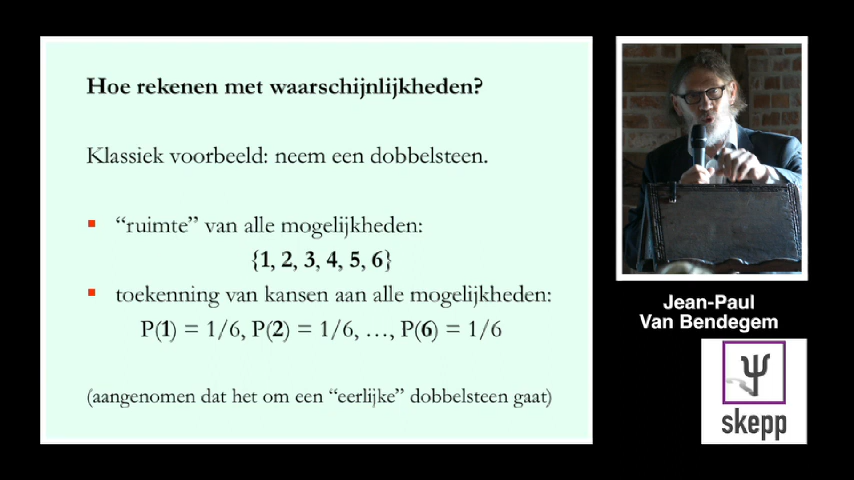 Hoe rekenen met waarschijnlijkheden?
Klassiek voorbeeld: neem een dobbelsteen.
▪ “ruimte” van alle mogelijkheden:
{1, 2, 3, 4, 5, 6}
▪ toekenning van kansen aan alle mogelijkheden:
P(1) = 1/6, P(2) = 1/6, …, P(6) = 1/6
(aangenomen dat het om een “eerlijke” dobbelsteen gaat)
Jean-Paul
Van Bendegem
ψ
skepp